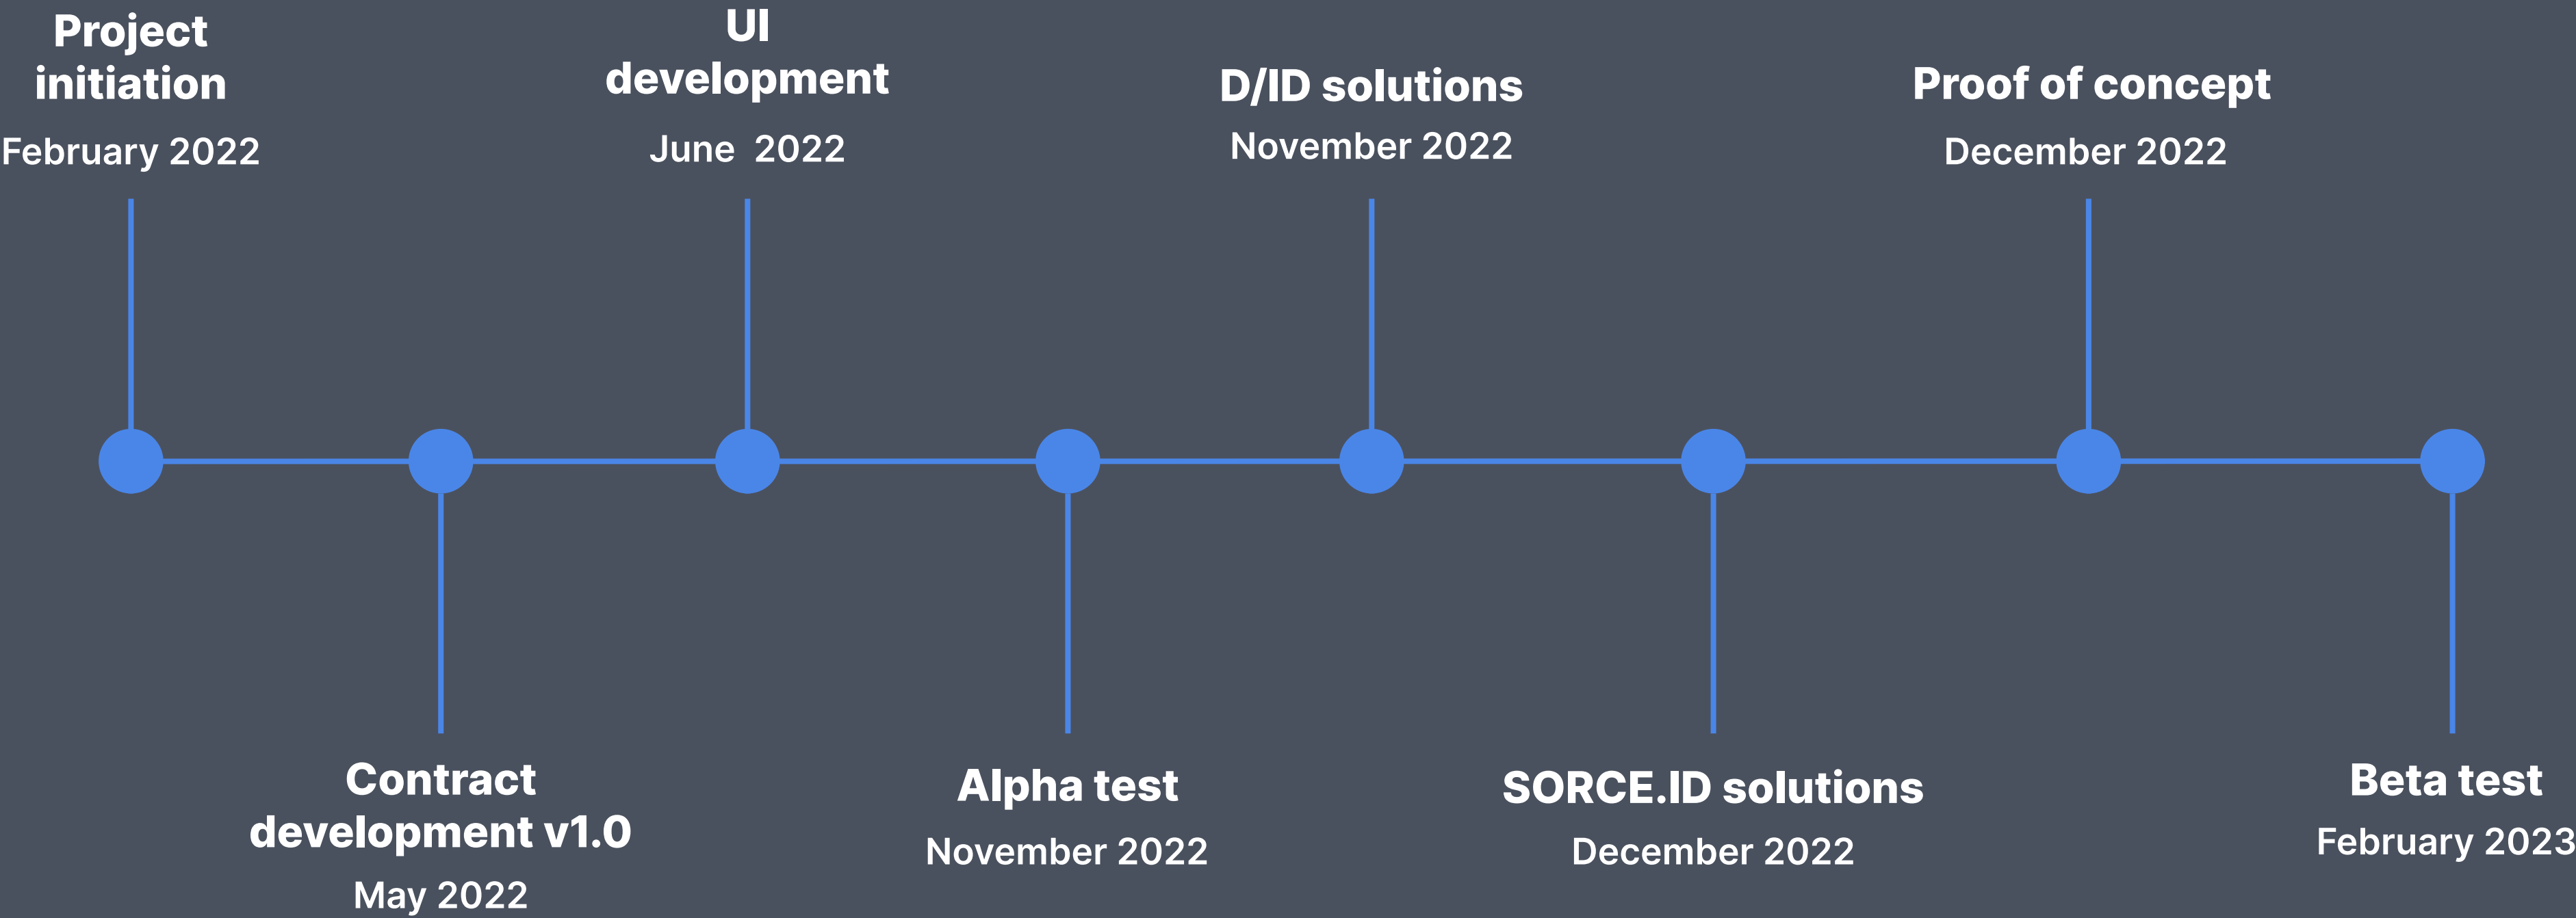 Project
initiation
February 2022
UI
development
June  2022
D/ID solutions
November 2022
Proof of concept
December 2022
Contract
development v1.0
May 2022
Alpha test
November 2022
SORCE.ID solutions
December 2022
Beta test
February 2023